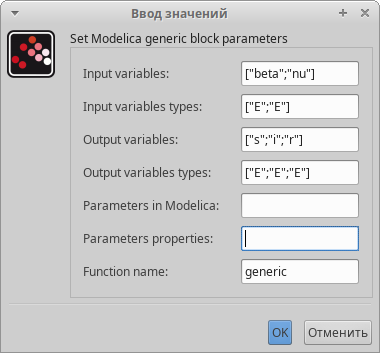 Ввод значений
Set Modelica generic block parameters
Input variables: ["beta";"nu"]
Input variables types: ["E";"E"]
Output variables: ["s";"i";"r"]
Output variables types: ["E";"E";"E"]
Parameters in Modelica:
Parameters properties:
Function name: generic
OK Отменить